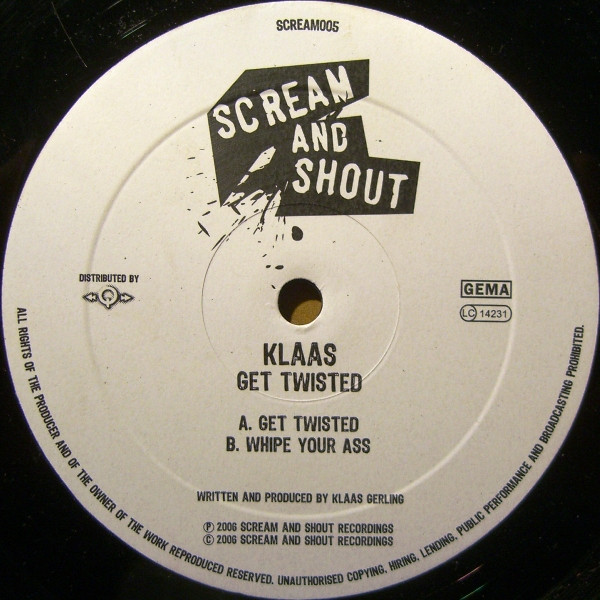 SCREAM005
SCREAM
AND
SHOUT
DISTRIBUTED BY
GEMA
LC 14231
KLAAS
GET TWISTED
A. GET TWISTED
B. WHIPE YOUR ASS
WRITTEN AND PRODUCED BY KLAAS GERLING
℗ 2006 SCREAM AND SHOUT RECORDINGS
© 2006 SCREAM AND SHOUT RECORDINGS
ALL RIGHTS OF THE PRODUCER AND OF THE OWNER OF THE WORK REPRODUCED RESERVED. UNAUTHORISED COPYING, HIRING, LENDING, PUBLIC PERFORMANCE AND BROADCASTING PROHIBITED.